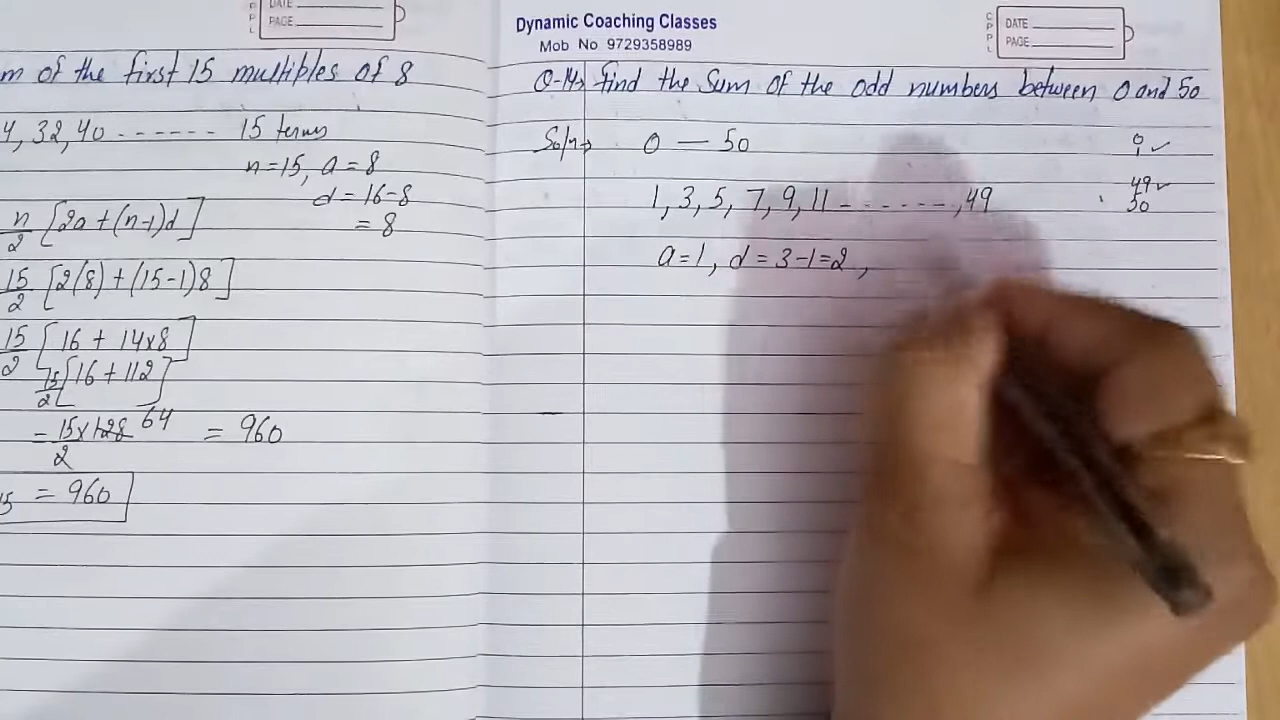 DATE
PAGE
m of the first 15 multiples of 8
4, 32, 40 ------ 15 terms
n=15, a=8
d=16-8
=8
n/2 [2a+(n-1)d]
15/2 [2(8)+(15-1)8]
15/2 [16 + 14x8]
15/2 [16+112]
= 15x128/2 64 = 960
15 = 960
Dynamic Coaching Classes
Mob No 9729358989
C P P L
DATE
PAGE
Q-14) find the Sum of the odd numbers between 0 and 50
Soln→ 0 — 50
0, ✓
1, 3, 5, 7, 9, 11 -------, 49
49 ✓
50
a=1, d=3-1=2,